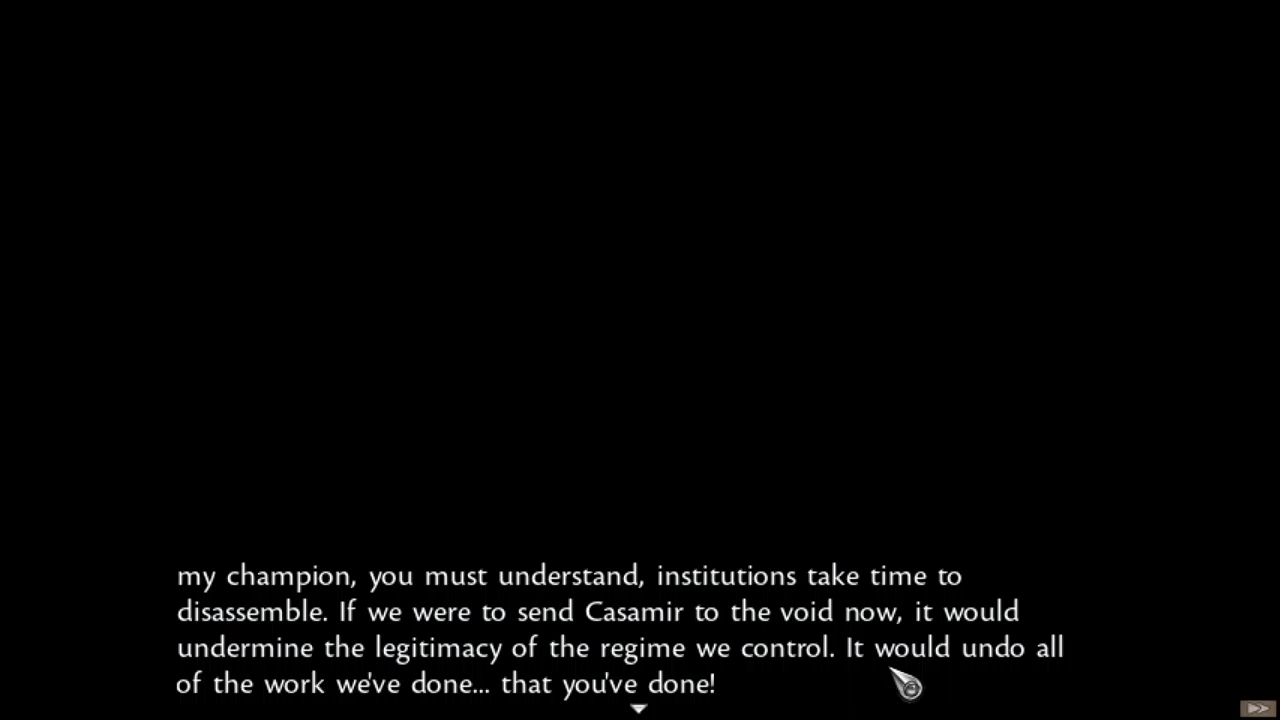 my champion, you must understand, institutions take time to
disassemble. If we were to send Casamir to the void now, it would
undermine the legitimacy of the regime we control. It would undo all
of the work we've done... that you've done!